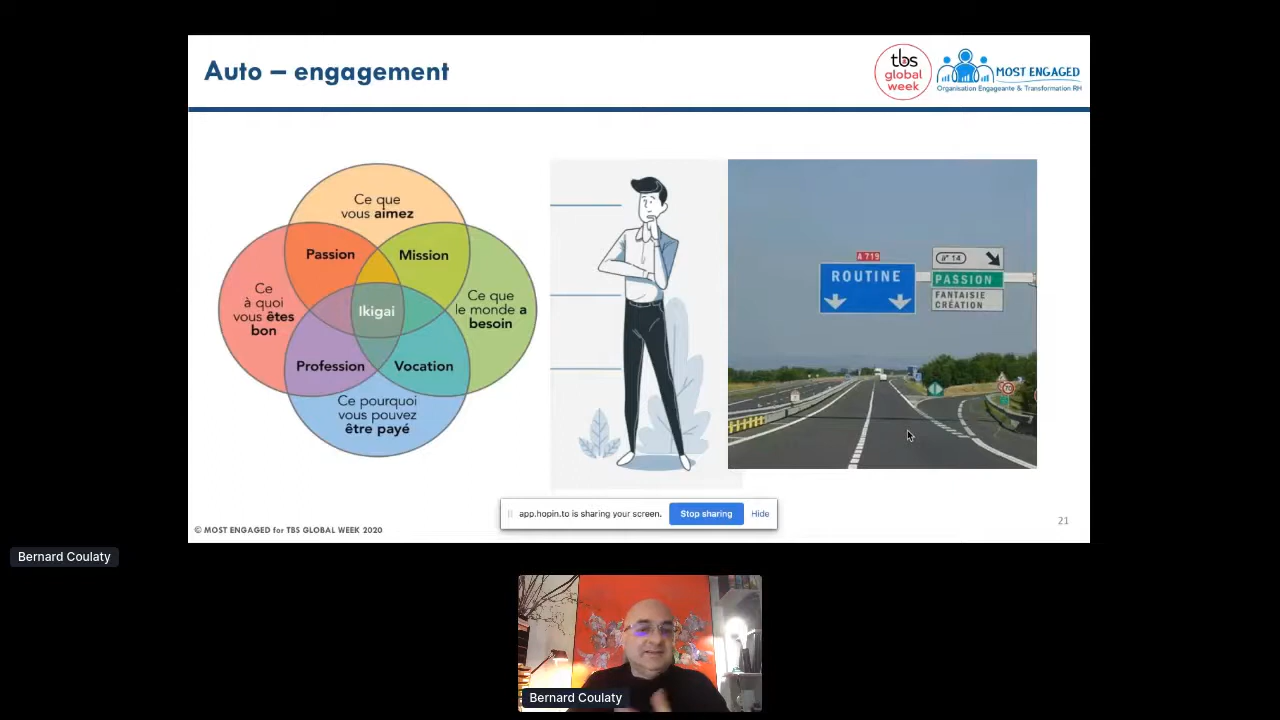 Auto – engagement
tbs
global
week
MOST ENGAGED
Organisation Engageante & Transformation RH
Ce que
vous aimez
Passion
Mission
Ce
à quoi
vous êtes
bon
Ikigai
Ce que
le monde a
besoin
Profession
Vocation
Ce pourquoi
vous pouvez
être payé
A 719
ROUTINE
n° 14
PASSION
FANTAISIE
CRÉATION
app.hopin.to is sharing your screen.
Stop sharing
Hide
© MOST ENGAGED for TBS GLOBAL WEEK 2020
21
Bernard Coulaty
Bernard Coulaty